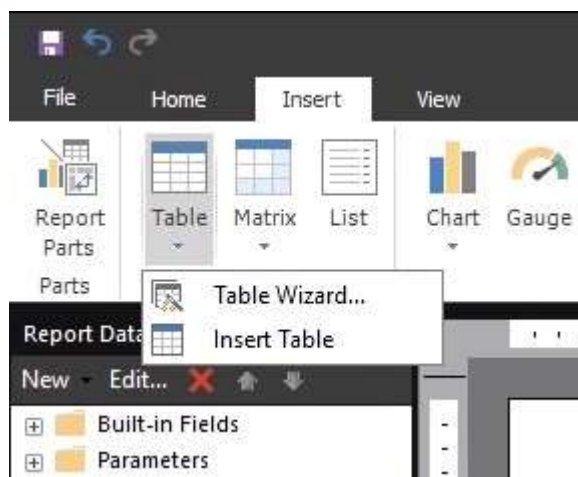 File Home Insert View
Report Parts Table Matrix List Chart Gauge
Parts
Table Wizard...
Insert Table
Report Data
New Edit...
Built-in Fields
Parameters